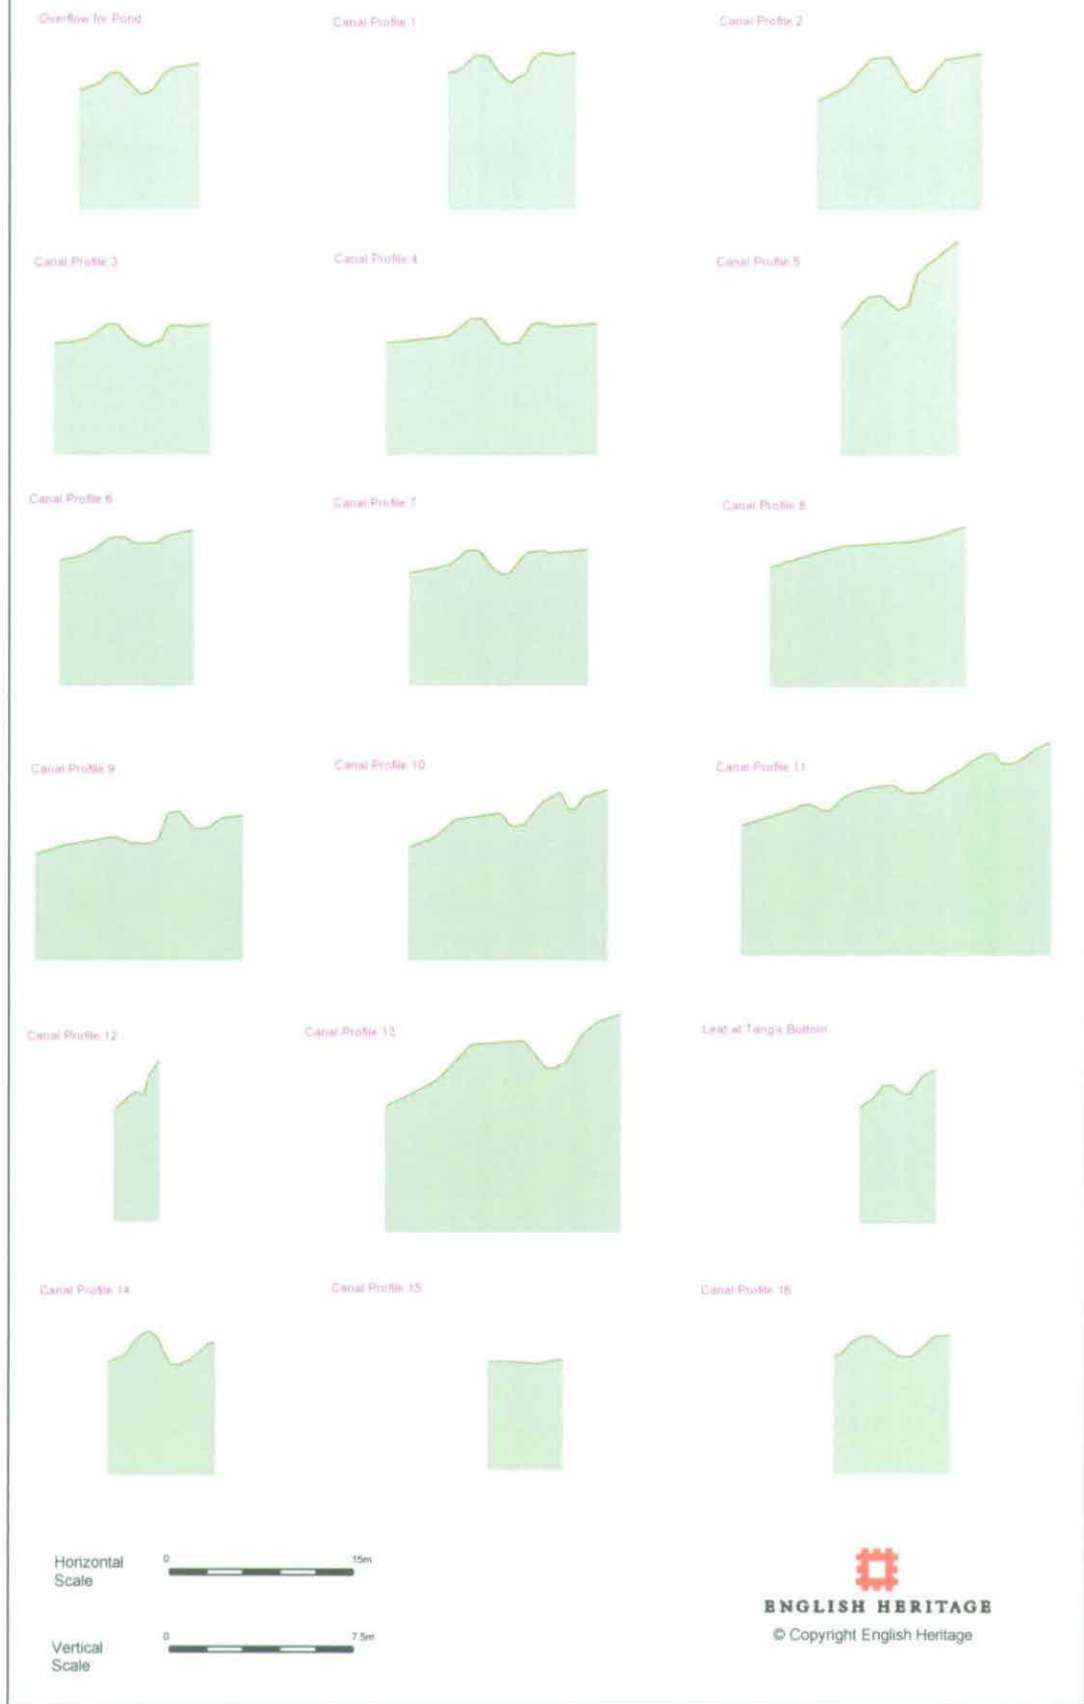 Overflow for Pond
Canal Profile 1
Canal Profile 2
Canal Profile 3
Canal Profile 4
Canal Profile 5
Canal Profile 6
Canal Profile 7
Canal Profile 8
Canal Profile 9
Canal Profile 10
Canal Profile 11
Canal Profile 12
Canal Profile 13
Leat at Tang's Bottom
Canal Profile 14
Canal Profile 15
Canal Profile 16
Horizontal
Scale
0
15m
Vertical
Scale
0
7.5m
ENGLISH HERITAGE
© Copyright English Heritage